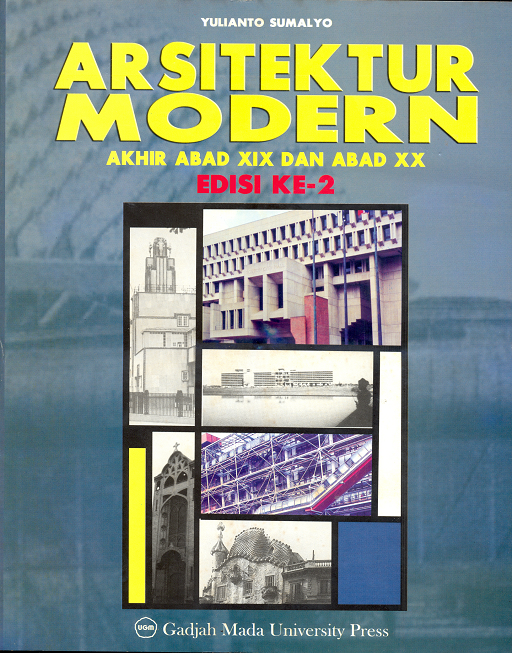 YULIANTO SUMALYO
ARSITEKTUR
MODERN
AKHIR ABAD XIX DAN ABAD XX
EDISI KE-2
UGM Gadjah Mada University Press